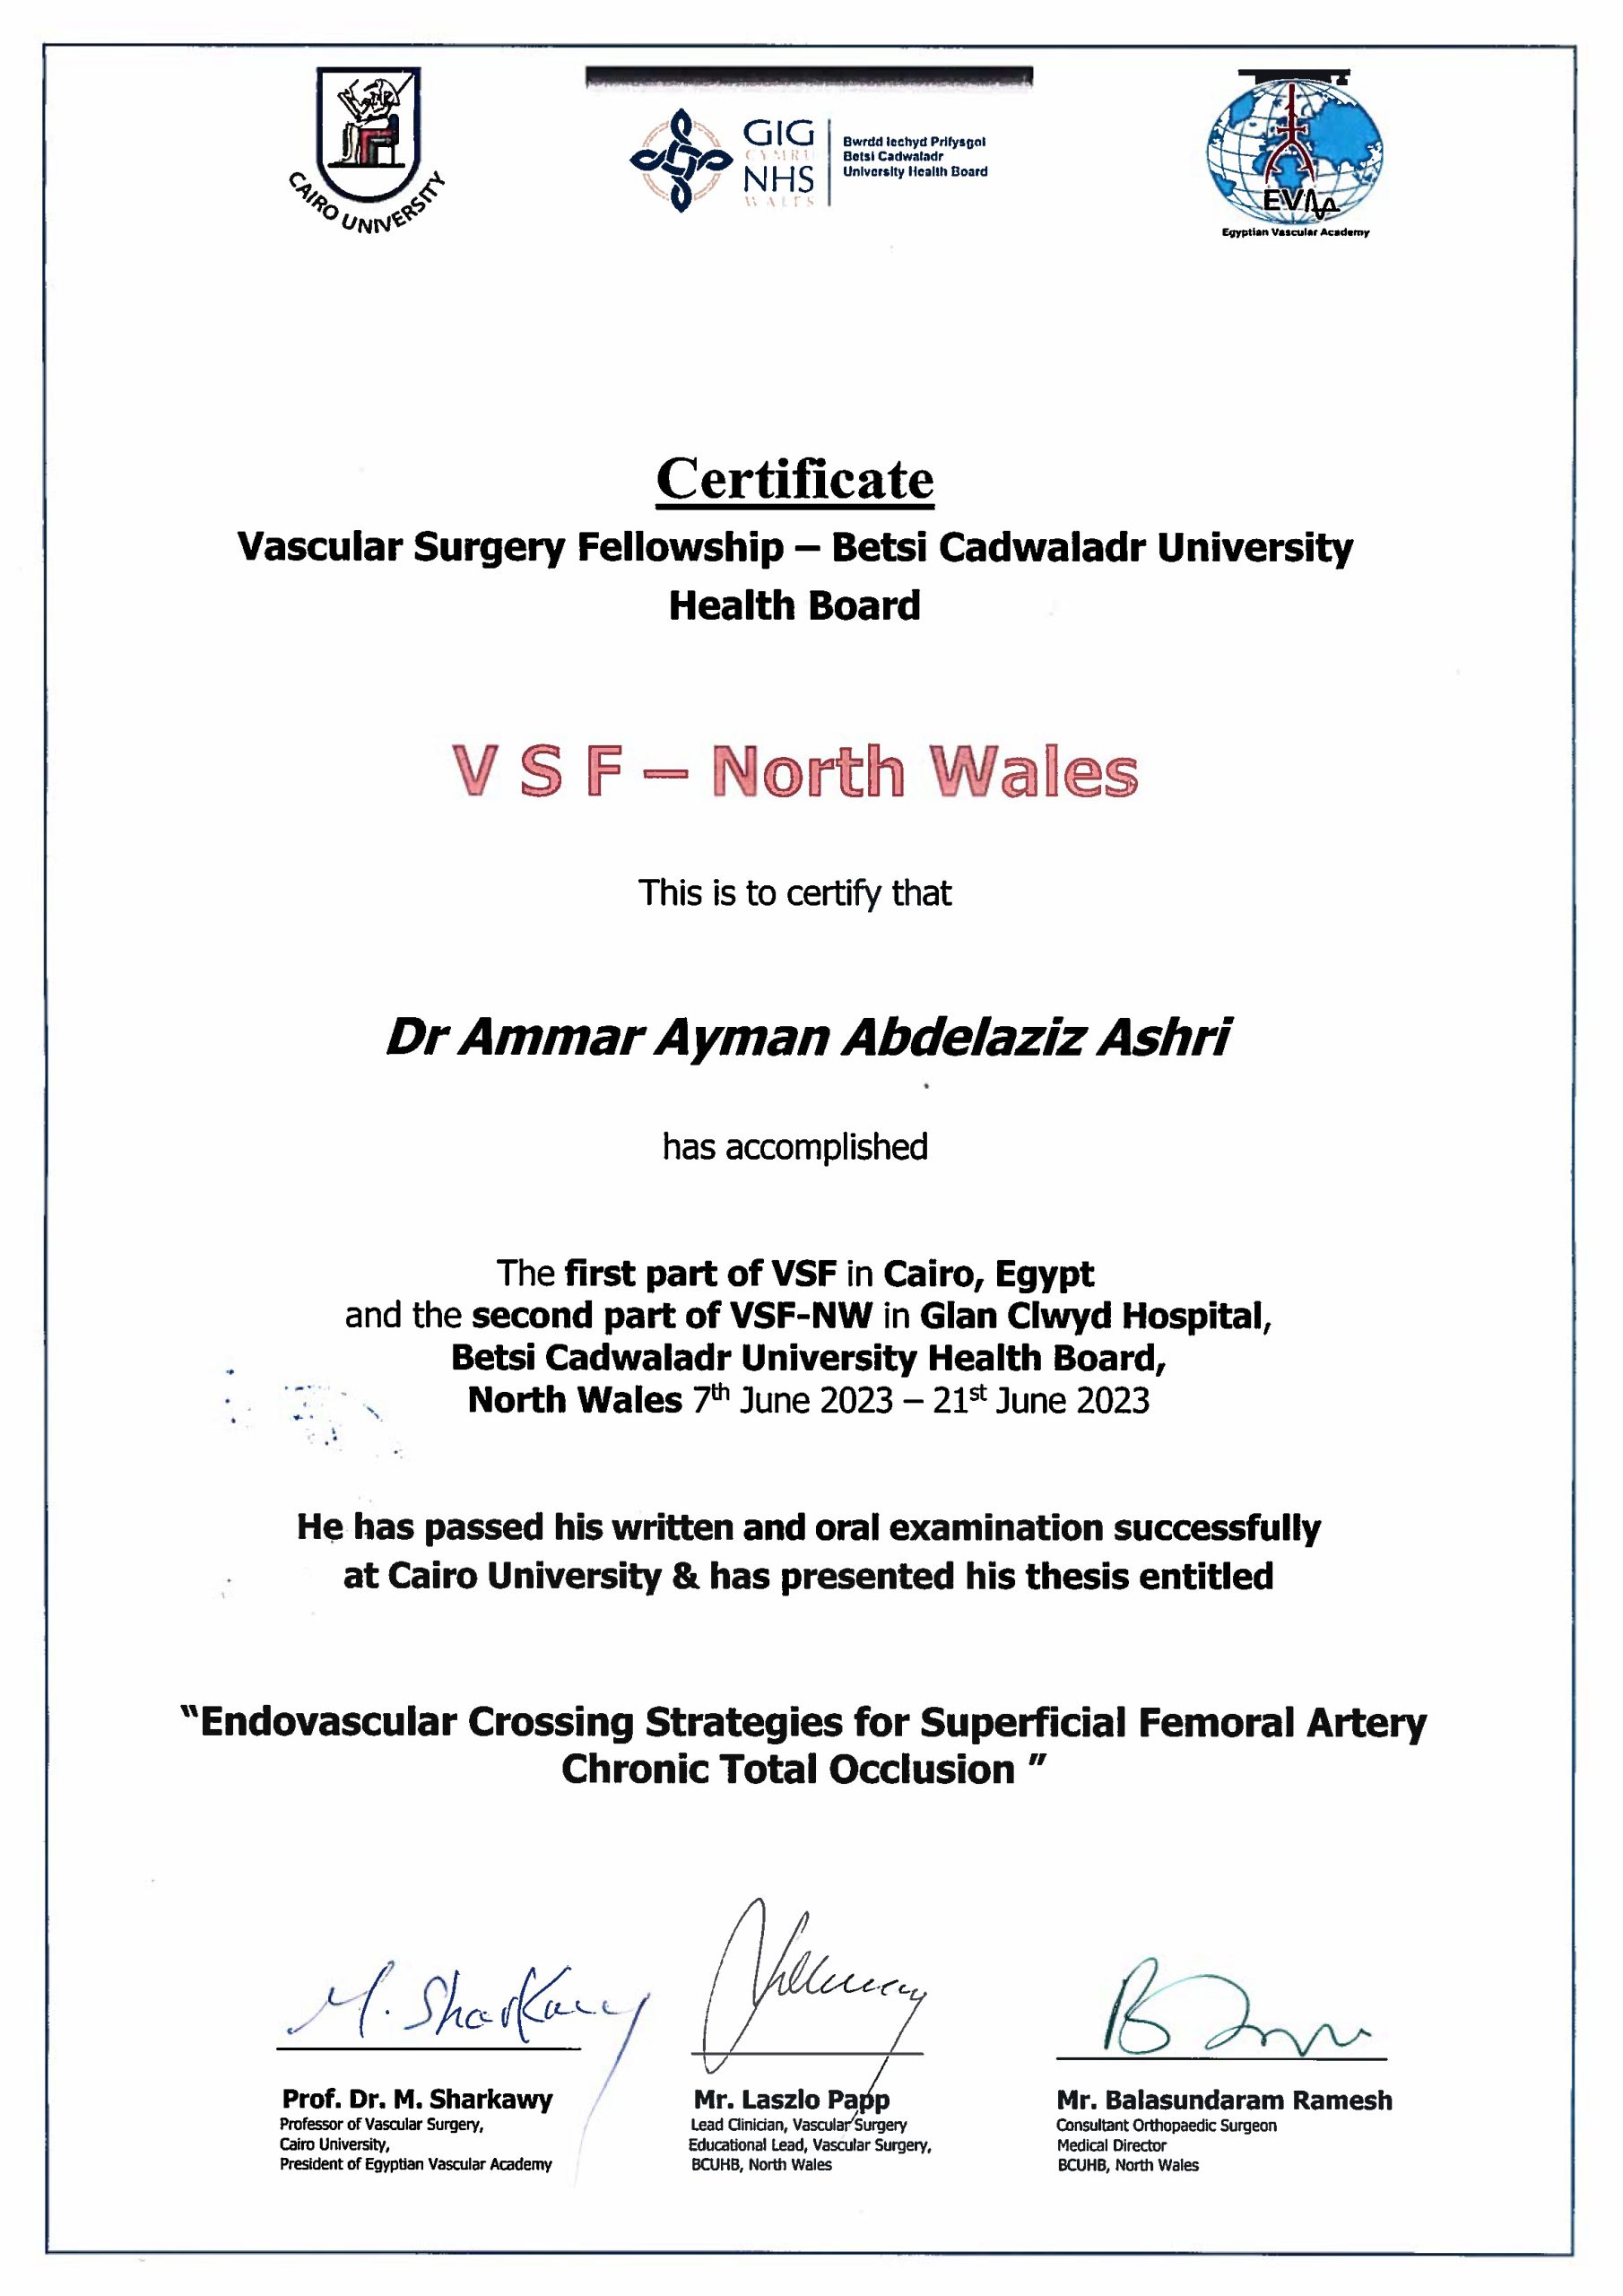 CAIRO UNIVERSITY
GIG
CYMRU
NHS
WALES
Bwrdd Iechyd Prifysgol
Betsi Cadwaladr
University Health Board
EVA
Egyptian Vascular Academy
Certificate
Vascular Surgery Fellowship – Betsi Cadwaladr University
Health Board
V S F – North Wales
This is to certify that
Dr Ammar Ayman Abdelaziz Ashri
has accomplished
The first part of VSF in Cairo, Egypt
and the second part of VSF-NW in Glan Clwyd Hospital,
Betsi Cadwaladr University Health Board,
North Wales 7th June 2023 – 21st June 2023
He has passed his written and oral examination successfully
at Cairo University & has presented his thesis entitled
“Endovascular Crossing Strategies for Superficial Femoral Artery
Chronic Total Occlusion ”
M. Sharkawy
Prof. Dr. M. Sharkawy
Professor of Vascular Surgery,
Cairo University,
President of Egyptian Vascular Academy
Mr. Laszlo Papp
Lead Clinician, Vascular Surgery
Educational Lead, Vascular Surgery,
BCUHB, North Wales
Mr. Balasundaram Ramesh
Consultant Orthopaedic Surgeon
Medical Director
BCUHB, North Wales